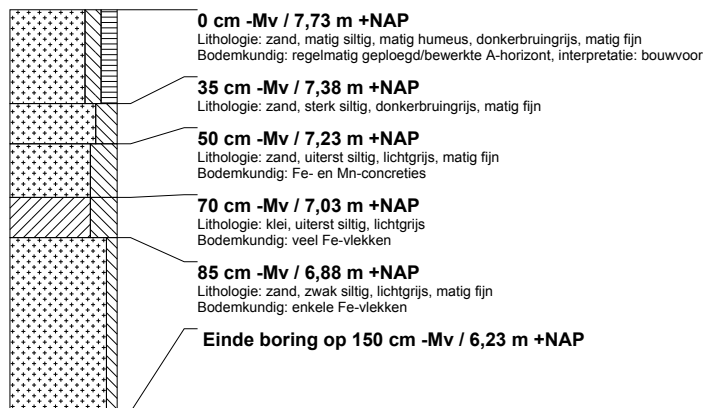 0 cm -Mv / 7,73 m +NAP
Lithologie: zand, matig siltig, matig humeus, donkerbruingrijs, matig fijn
Bodemkundig: regelmatig geploegd/bewerkte A-horizont, interpretatie: bouwvoor
35 cm -Mv / 7,38 m +NAP
Lithologie: zand, sterk siltig, donkerbruingrijs, matig fijn
50 cm -Mv / 7,23 m +NAP
Lithologie: zand, uiterst siltig, lichtgrijs, matig fijn
Bodemkundig: Fe- en Mn-concreties
70 cm -Mv / 7,03 m +NAP
Lithologie: klei, uiterst siltig, lichtgrijs
Bodemkundig: veel Fe-vlekken
85 cm -Mv / 6,88 m +NAP
Lithologie: zand, zwak siltig, lichtgrijs, matig fijn
Bodemkundig: enkele Fe-vlekken
Einde boring op 150 cm -Mv / 6,23 m +NAP